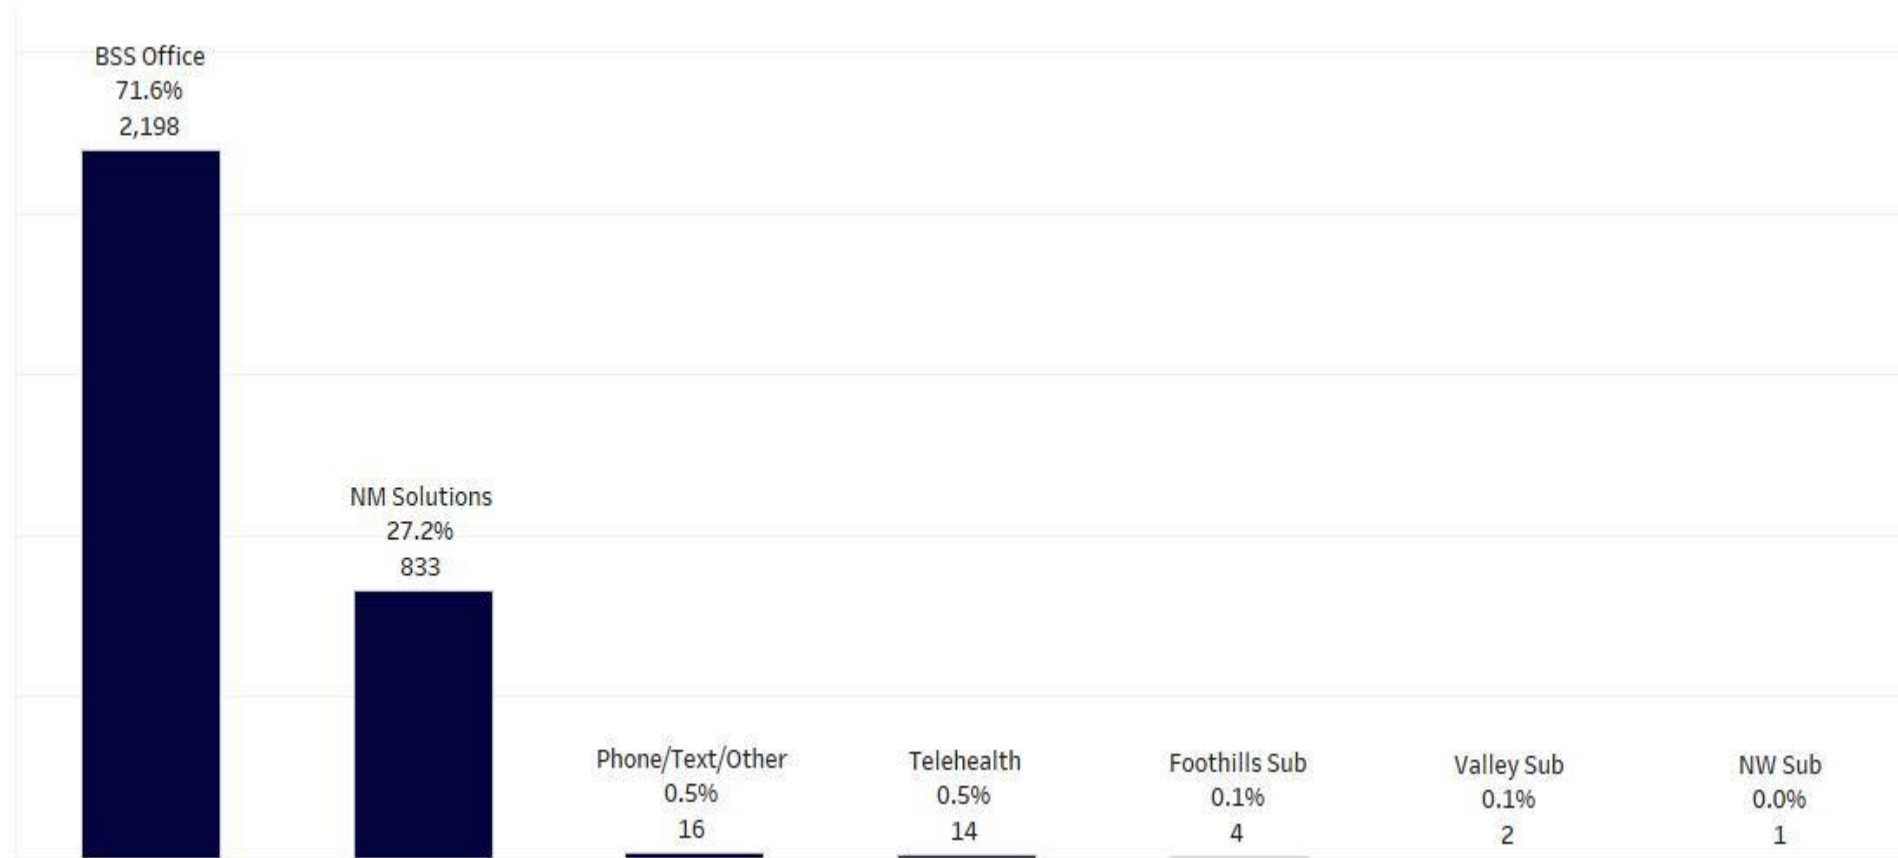 BSS Office
71.6%
2,198
NM Solutions
27.2%
833
Phone/Text/Other
0.5%
16
Telehealth
0.5%
14
Foothills Sub
0.1%
4
Valley Sub
0.1%
2
NW Sub
0.0%
1